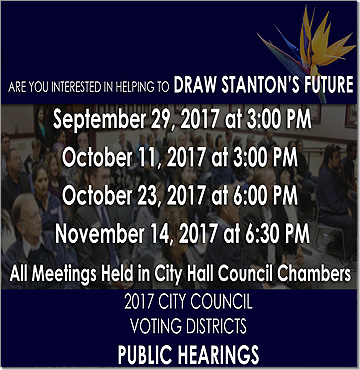 ARE YOU INTERESTED IN HELPING TO DRAW STANTON'S FUTURE
September 29, 2017 at 3:00 PM
October 11, 2017 at 3:00 PM
October 23, 2017 at 6:00 PM
November 14, 2017 at 6:30 PM
All Meetings Held in City Hall Council Chambers
2017 CITY COUNCIL
VOTING DISTRICTS
PUBLIC HEARINGS